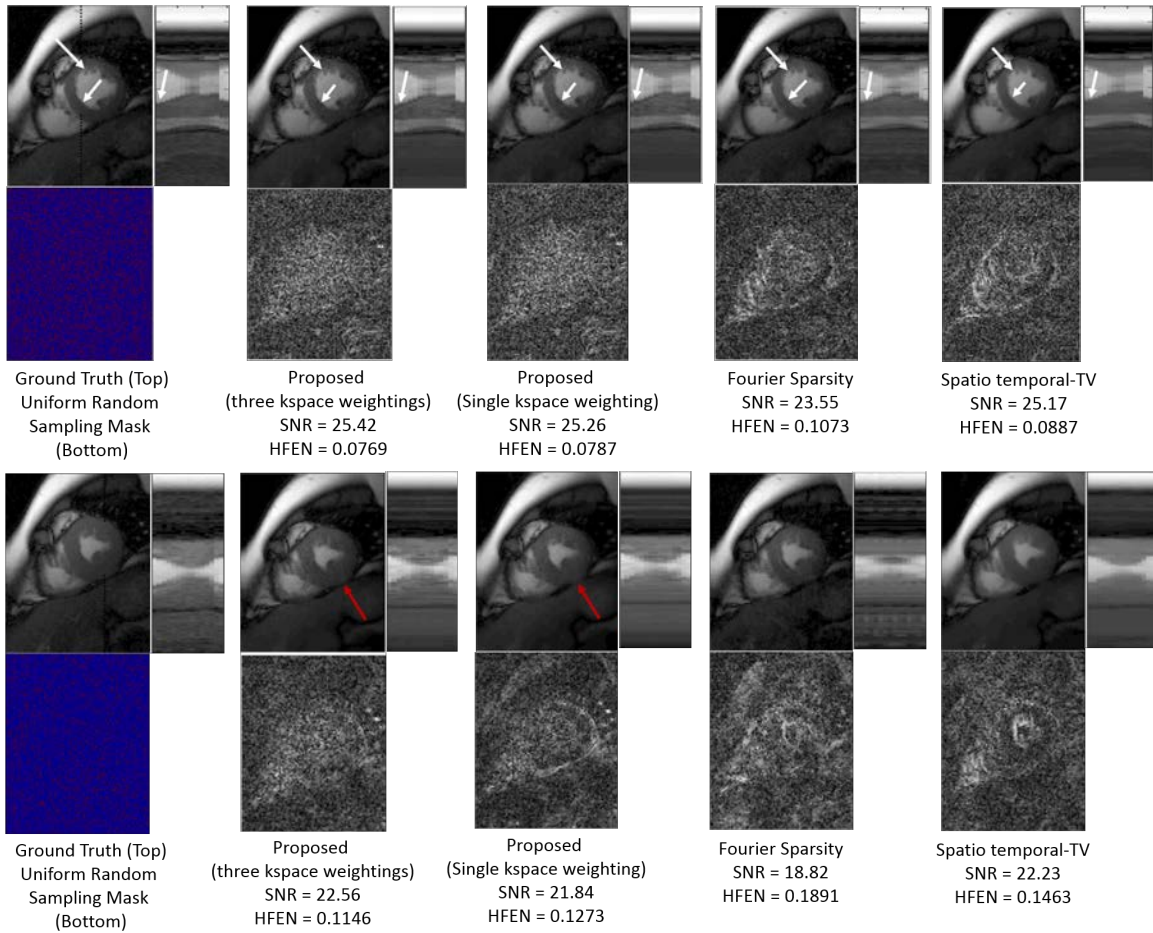 Ground Truth (Top)
Uniform Random
Sampling Mask
(Bottom)
Proposed
(three kspace weightings)
SNR = 25.42
HFEN = 0.0769
Proposed
(Single kspace weighting)
SNR = 25.26
HFEN = 0.0787
Fourier Sparsity
SNR = 23.55
HFEN = 0.1073
Spatio temporal-TV
SNR = 25.17
HFEN = 0.0887
Ground Truth (Top)
Uniform Random
Sampling Mask
(Bottom)
Proposed
(three kspace weightings)
SNR = 22.56
HFEN = 0.1146
Proposed
(Single kspace weighting)
SNR = 21.84
HFEN = 0.1273
Fourier Sparsity
SNR = 18.82
HFEN = 0.1891
Spatio temporal-TV
SNR = 22.23
HFEN = 0.1463